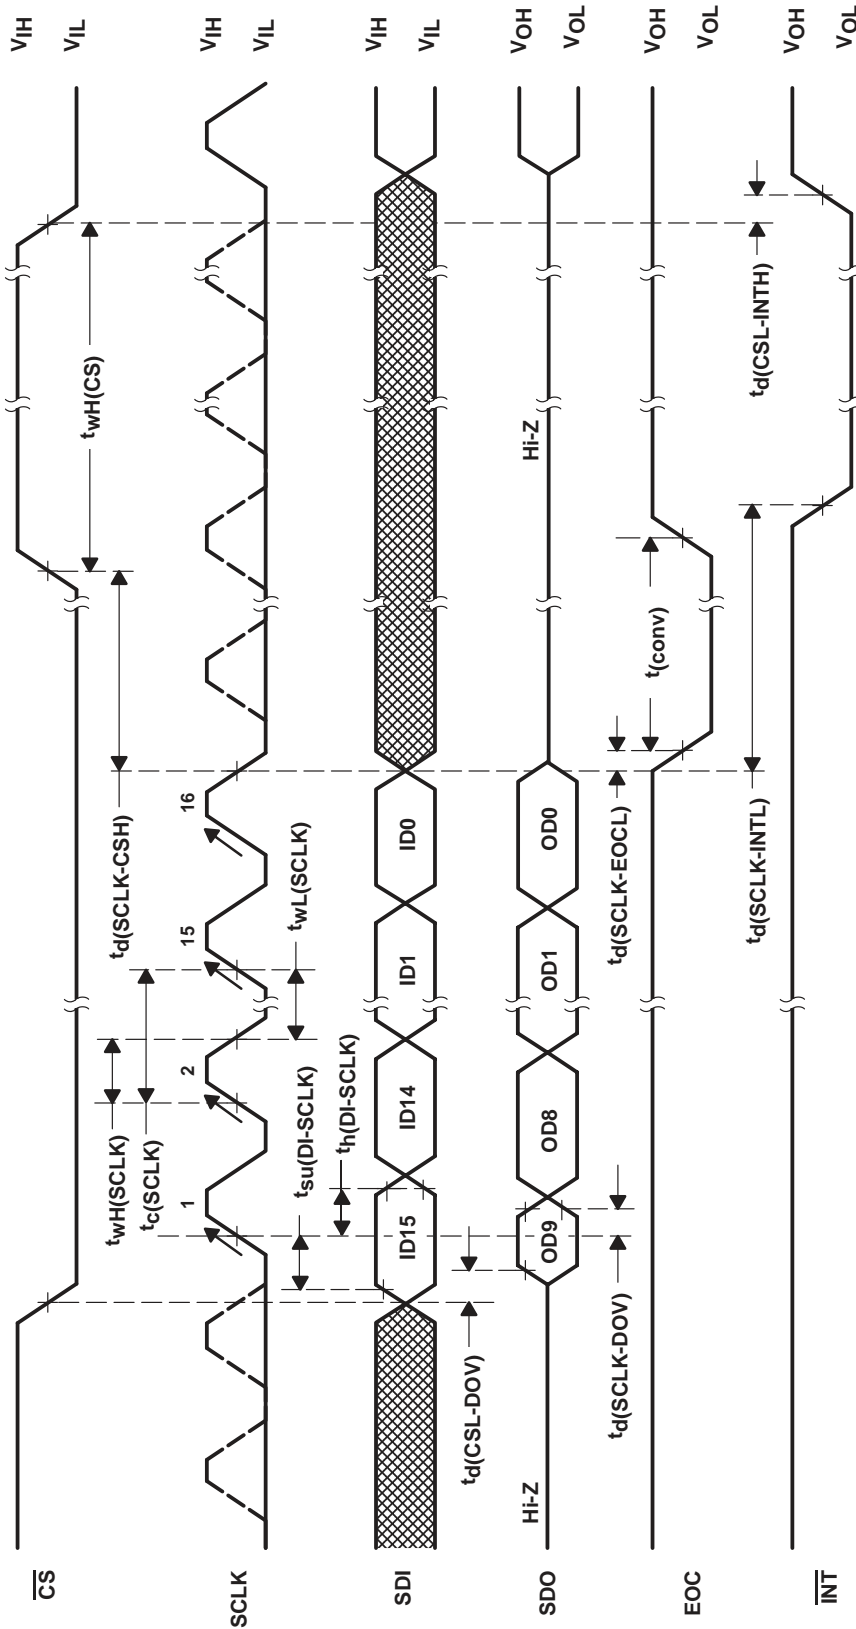 CS
VIH
VIL
twH(CS)
td(SCLK-CSH)
twH(SCLK)
tc(SCLK)
SCLK
1
2
15
16
VIH
VIL
twL(SCLK)
tsu(DI-SCLK)
th(DI-SCLK)
SDI
ID15
ID14
ID1
ID0
VIH
VIL
td(CSL-DOV)
SDO
Hi-Z
OD9
OD8
OD1
OD0
Hi-Z
VOH
VOL
td(SCLK-DOV)
td(SCLK-EOCL)
t(conv)
EOC
VOH
VOL
td(SCLK-INTL)
td(CSL-INTH)
INT
VOH
VOL